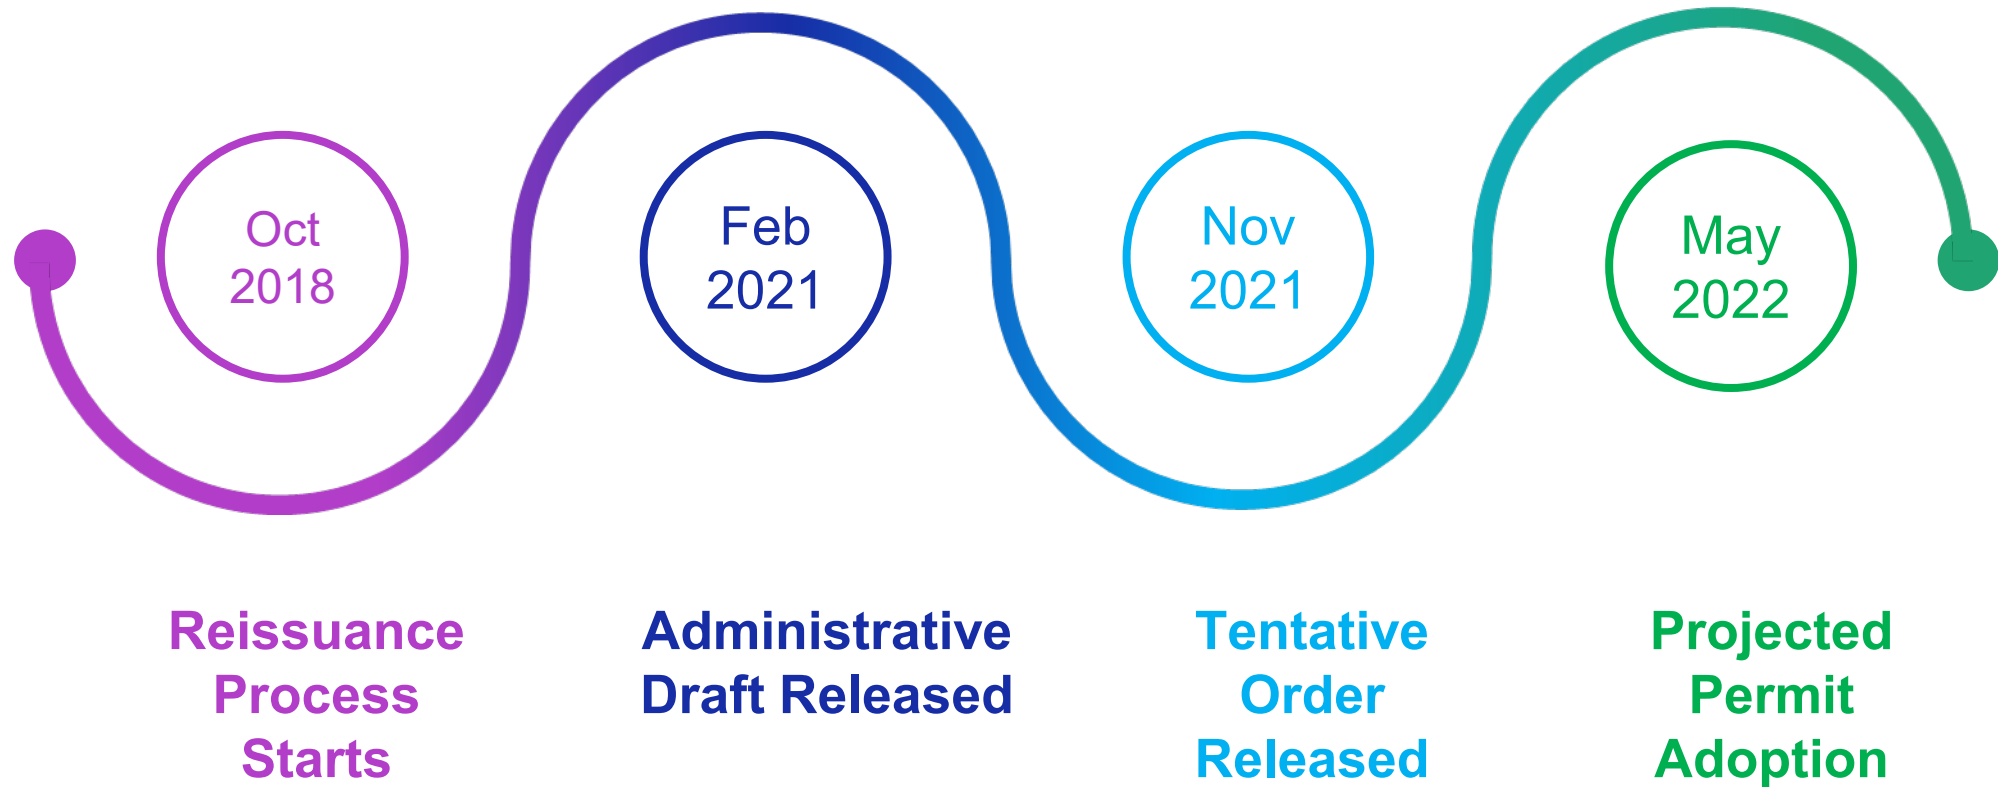 Oct
2018
Feb
2021
Nov
2021
May
2022
Reissuance
Process
Starts
Administrative
Draft Released
Tentative
Order
Released
Projected
Permit
Adoption